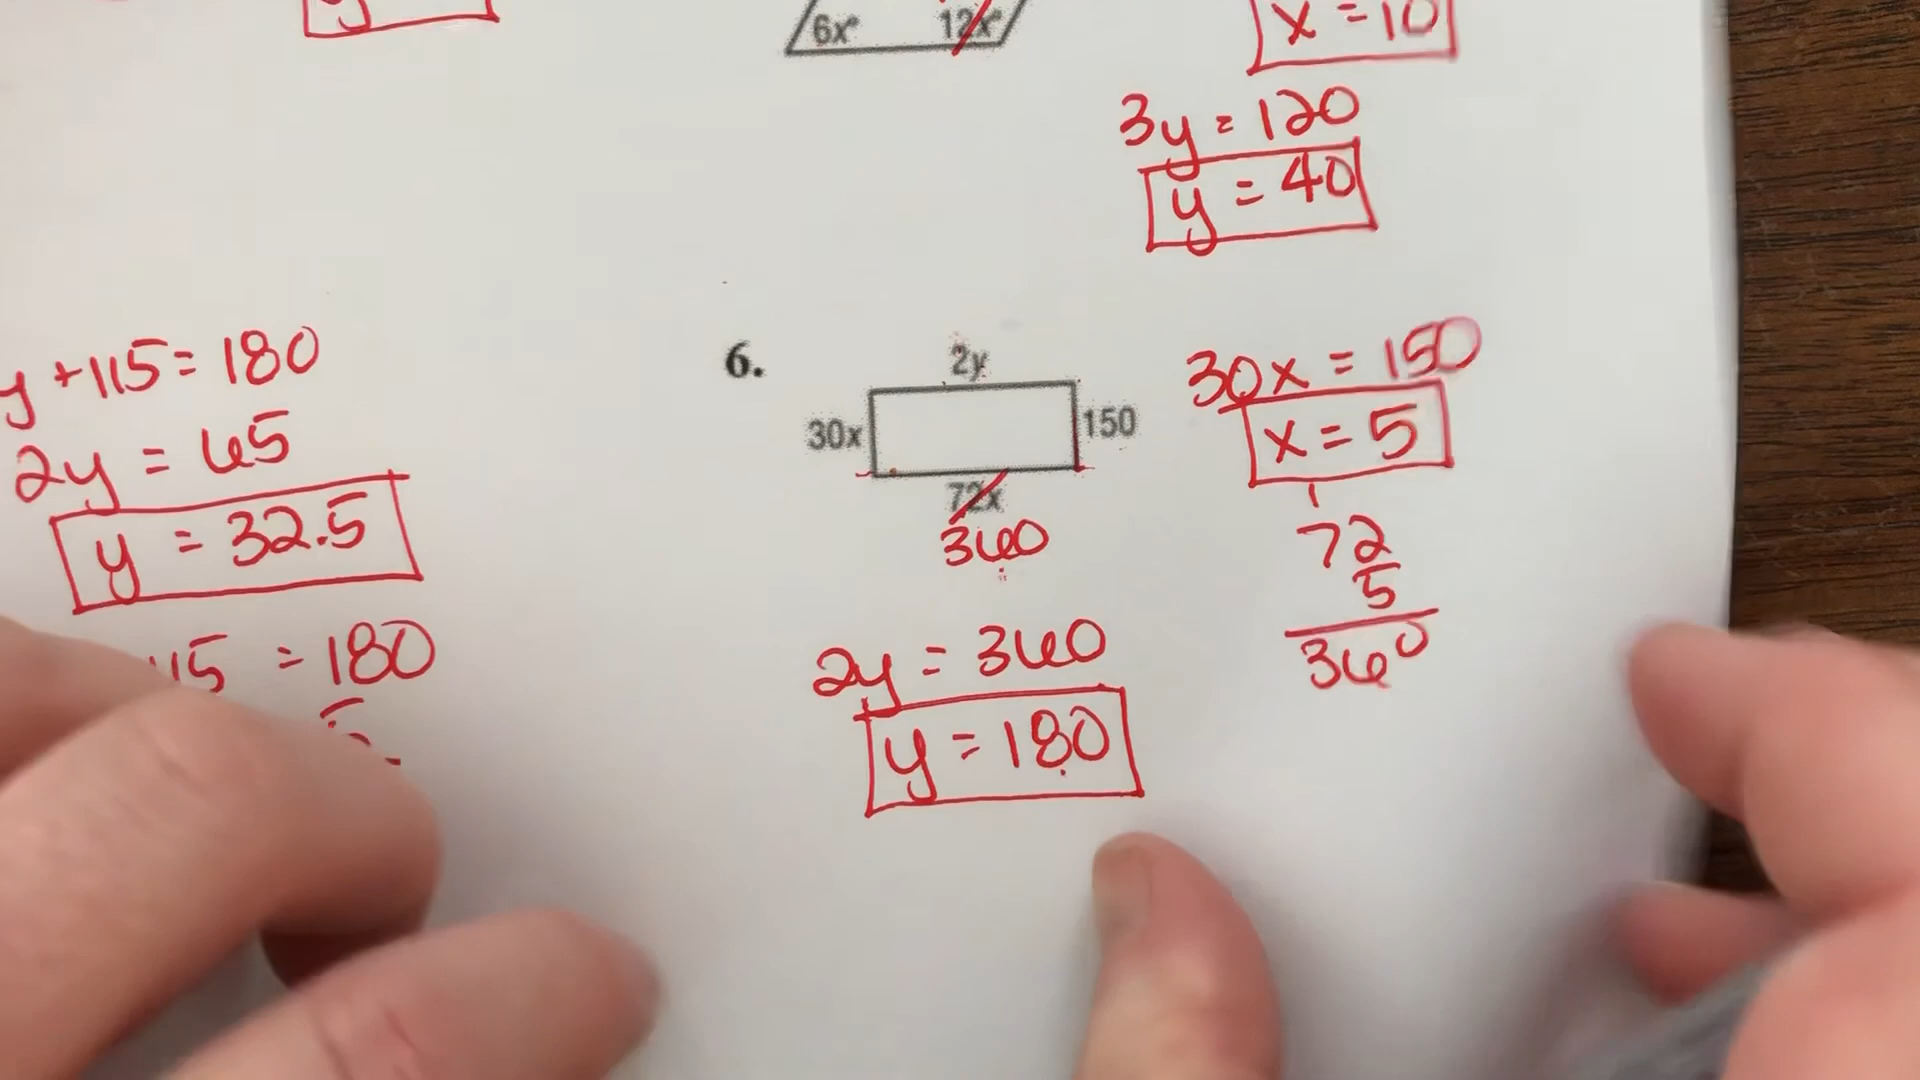 6x°
12x°
x = 10
3y = 120
y = 40
y + 115 = 180
2y = 65
y = 32.5
15 = 180
6.
2y
30x
150
72x
360
2y = 360
y = 180
30x = 150
x = 5
1
72
5
360